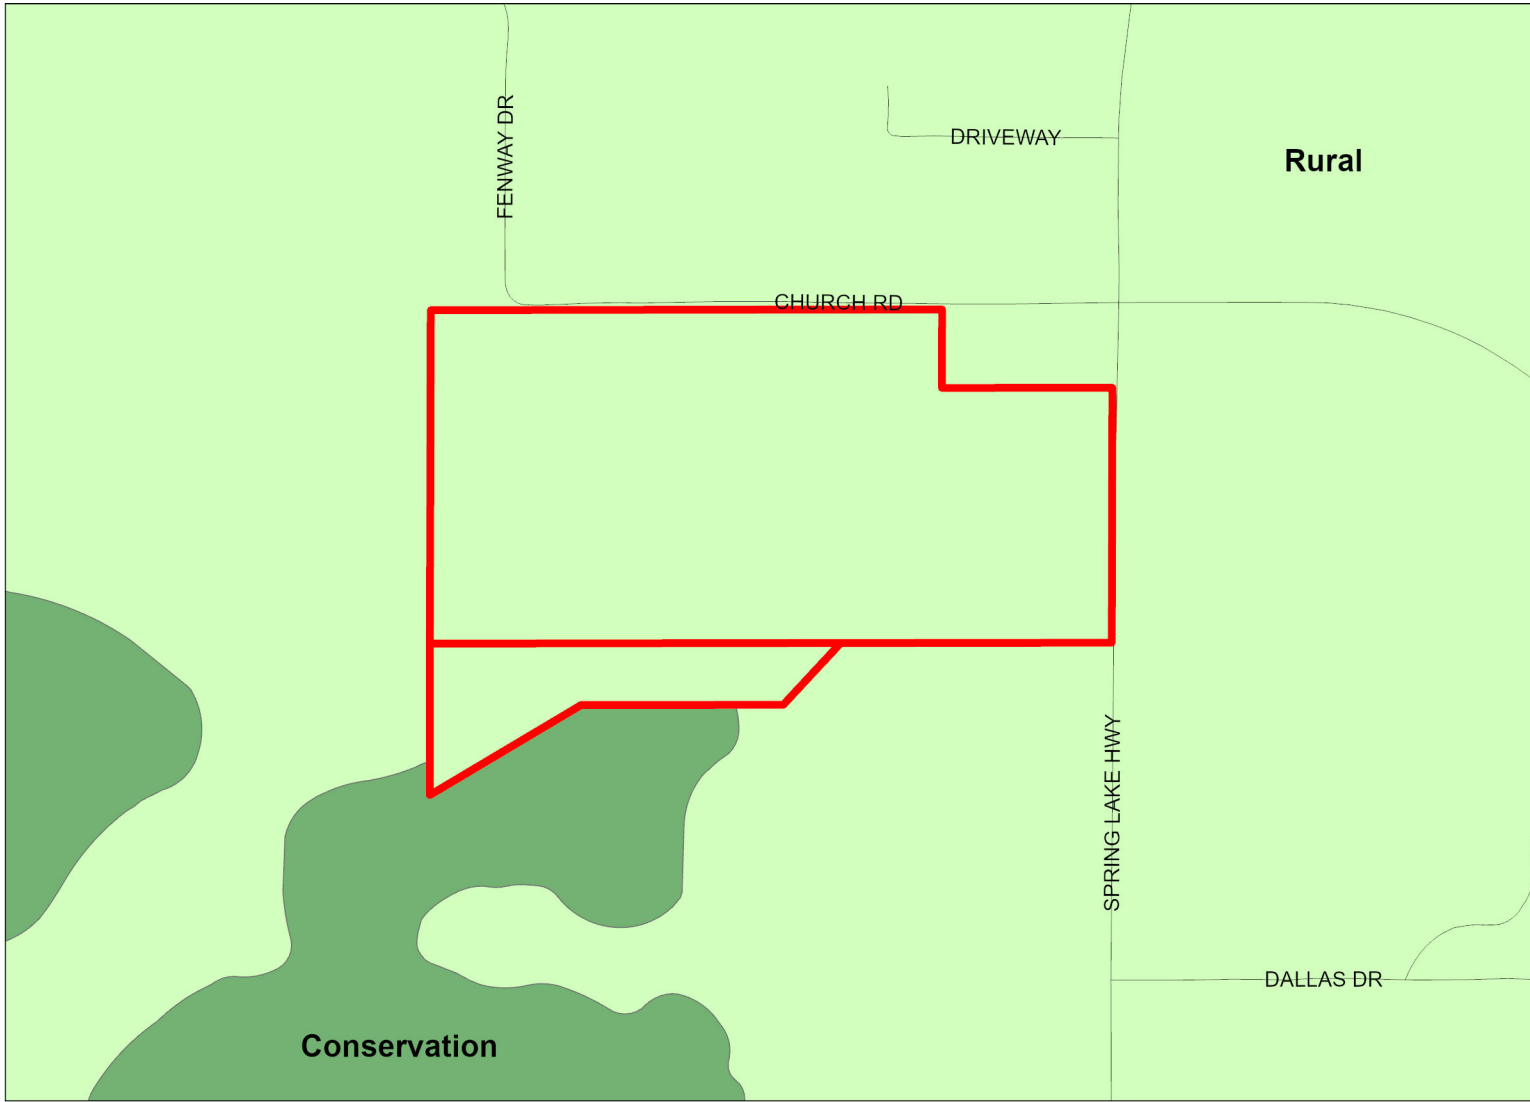 FENWAY DR
DRIVEWAY
Rural
CHURCH RD
SPRING LAKE HWY
DALLAS DR
Conservation